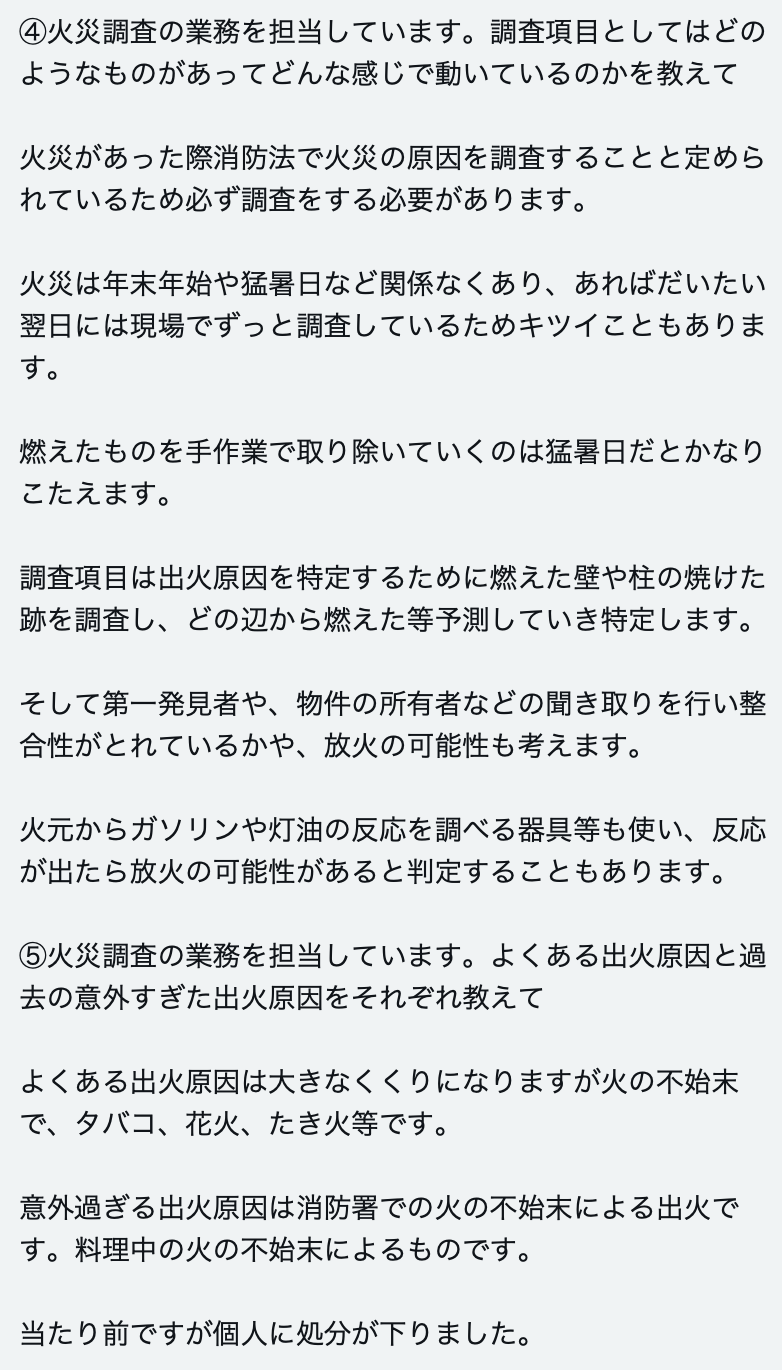 ④火災調査の業務を担当しています。調査項目としてはどの
ようなものがあってどんな感じで動いているのかを教えて
火災があった際消防法で火災の原因を調査することと定めら
れているため必ず調査をする必要があります。
火災は年末年始や猛暑日など関係なくあり、あればだいたい
翌日には現場でずっと調査しているためキツイこともありま
す。
燃えたものを手作業で取り除いていくのは猛暑日だとかなり
こたえます。
調査項目は出火原因を特定するために燃えた壁や柱の焼けた
跡を調査し、どの辺から燃えた等予測していき特定します。
そして第一発見者や、物件の所有者などの聞き取りを行い整
合性がとれているかや、放火の可能性も考えます。
火元からガソリンや灯油の反応を調べる器具等も使い、反応
が出たら放火の可能性があると判定することもあります。
⑤火災調査の業務を担当しています。よくある出火原因と過
去の意外すぎた出火原因をそれぞれ教えて
よくある出火原因は大きなくくりになりますが火の不始末
で、タバコ、花火、たき火等です。
意外過ぎる出火原因は消防署での火の不始末による出火で
す。料理中の火の不始末によるものです。
当たり前ですが個人に処分が下りました。